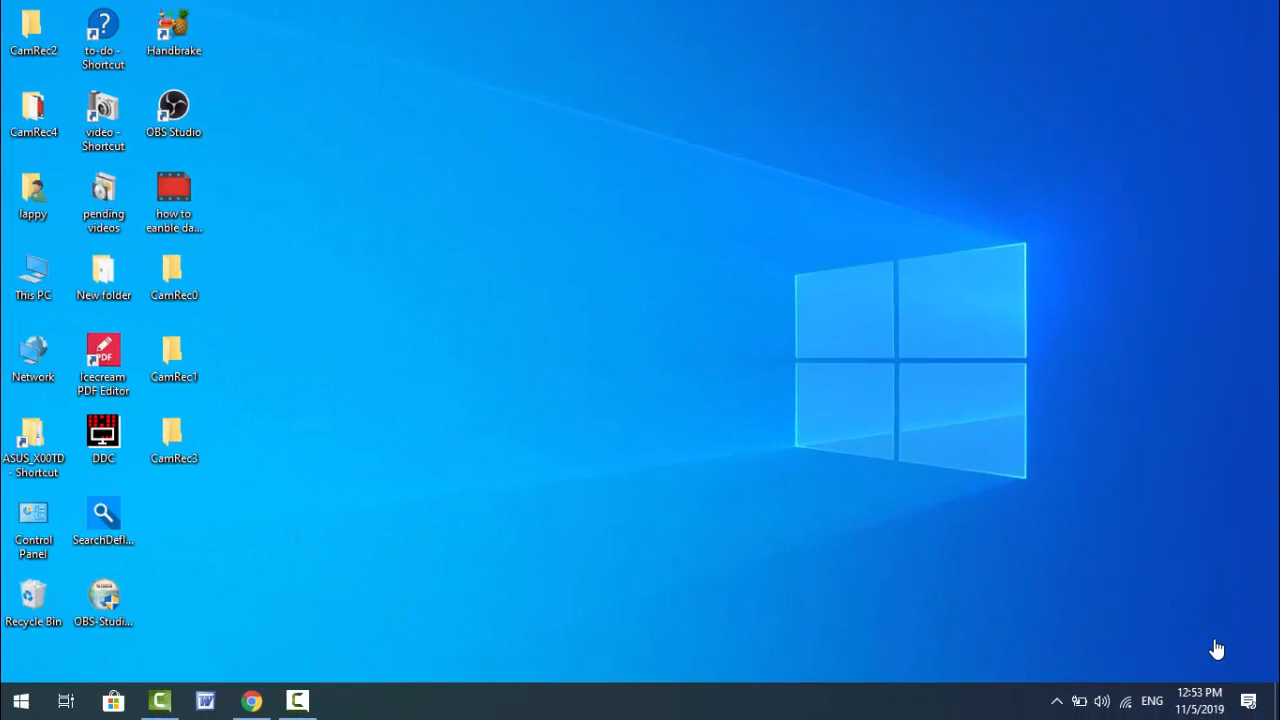 CamRec2
to-do -
Shortcut
Handbrake
CamRec4
video -
Shortcut
OBS Studio
lappy
pending
videos
how to
eanble da...
This PC
New folder
CamRec0
Network
Icecream
PDF Editor
CamRec1
ASUS_X00TD
- Shortcut
DDC
CamRec3
Control
Panel
SearchDefl...
Recycle Bin
OBS-Studi...
ENG
12:53 PM
11/5/2019